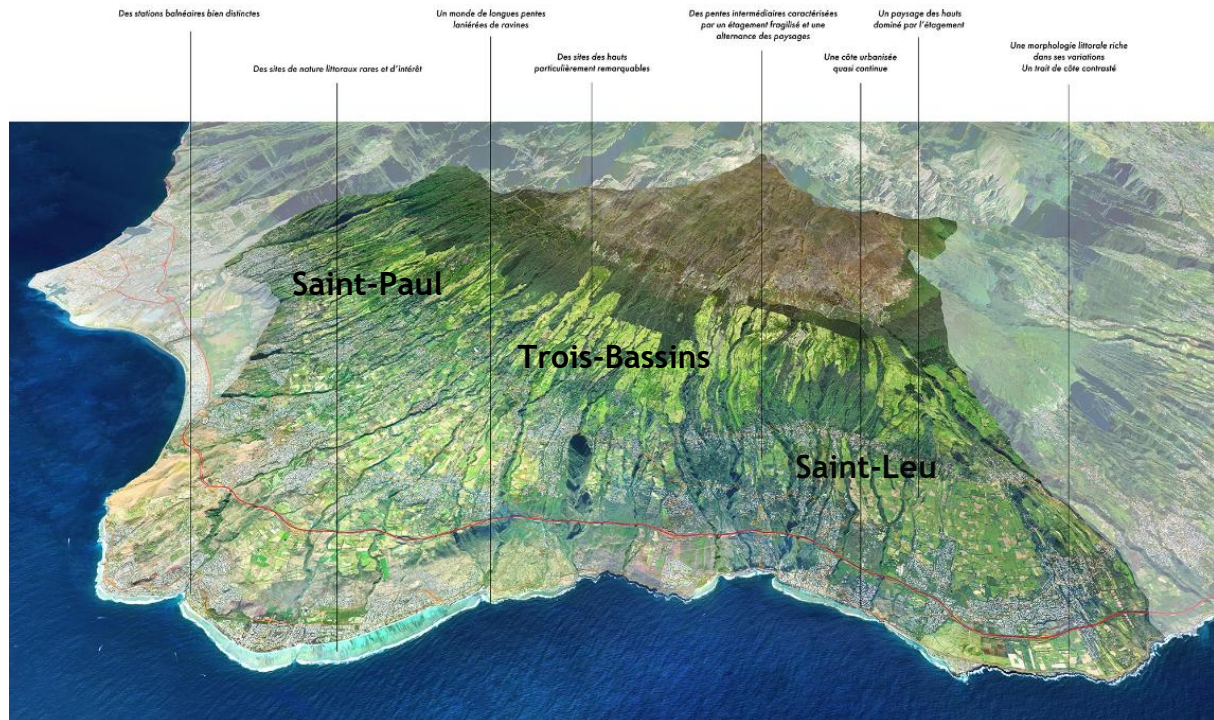 Des stations balnéaires bien distinctes
Des sites de nature littoraux rares et d'intérêt
Un monde de longues pentes
laniérées de ravines
Des sites des hauts
particulièrement remarquables
Des pentes intermédiaires caractérisées
par un étagement fragilisé et une
alternance des paysages
Une côte urbanisée
quasi continue
Un paysage des hauts
dominé par l'étagement
Une morphologie littorale riche
dans ses variations
Un trait de côte contrasté
Saint-Paul
Trois-Bassins
Saint-Leu